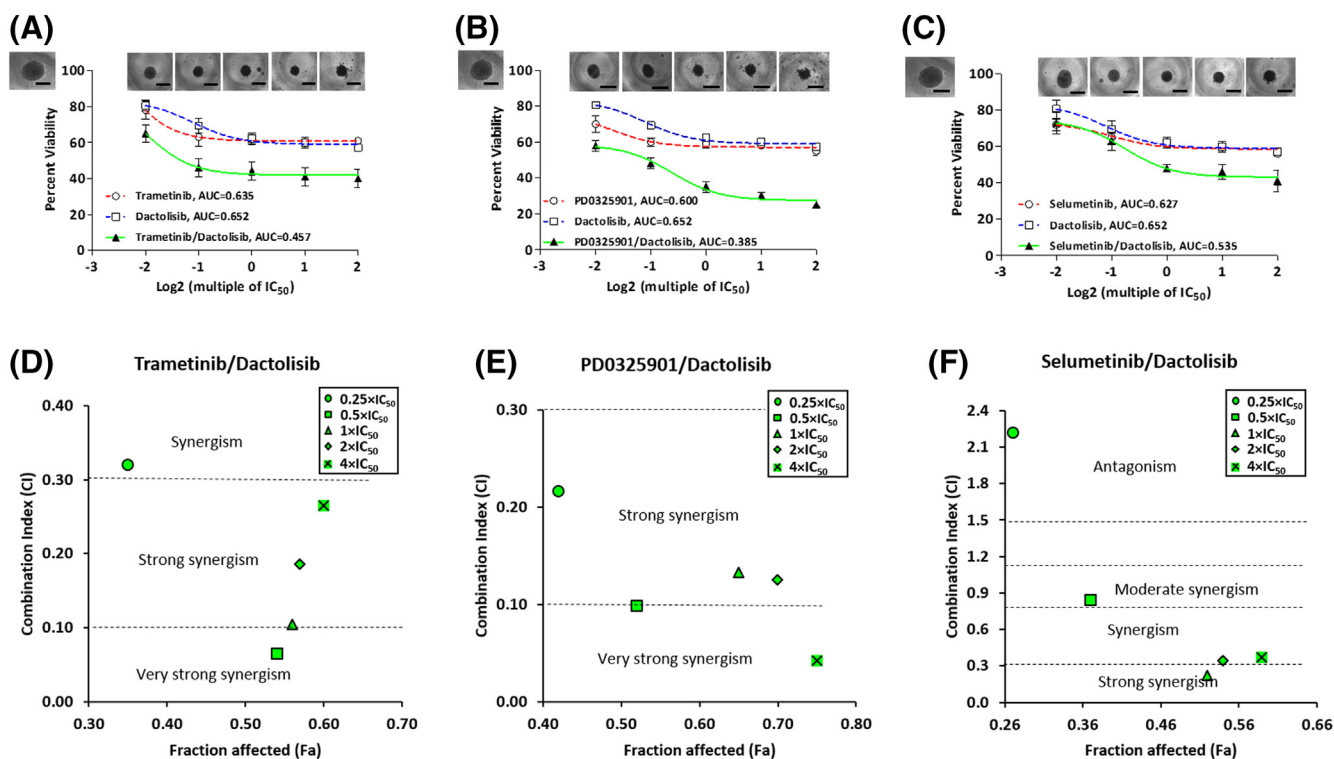 (A)
Percent Viability
100
80
60
40
20
0
-3
-2
-1
0
1
2
Log2 (multiple of IC50)
Trametinib, AUC=0.635
Dactolisib, AUC=0.652
Trametinib/Dactolisib, AUC=0.457
(B)
Percent Viability
100
80
60
40
20
0
-3
-2
-1
0
1
2
Log2 (multiple of IC50)
PD0325901, AUC=0.600
Dactolisib, AUC=0.652
PD0325901/Dactolisib, AUC=0.385
(C)
Percent Viability
100
80
60
40
20
0
-3
-2
-1
0
1
2
Log2 (multiple of IC50)
Selumetinib, AUC=0.627
Dactolisib, AUC=0.652
Selumetinib/Dactolisib, AUC=0.535
(D)
Trametinib/Dactolisib
0.25×IC50
0.5×IC50
1×IC50
2×IC50
4×IC50
Combination Index (CI)
0.40
0.30
0.20
0.10
0.00
Synergism
Strong synergism
Very strong synergism
0.30
0.40
0.50
0.60
0.70
Fraction affected (Fa)
(E)
PD0325901/Dactolisib
0.25×IC50
0.5×IC50
1×IC50
2×IC50
4×IC50
Combination Index (CI)
0.30
0.20
0.10
0.00
Strong synergism
Very strong synergism
0.40
0.50
0.60
0.70
0.80
Fraction affected (Fa)
(F)
Selumetinib/Dactolisib
0.25×IC50
0.5×IC50
1×IC50
2×IC50
4×IC50
Combination Index (CI)
2.4
2.1
1.8
1.5
1.2
0.9
0.6
0.3
0.0
Antagonism
Moderate synergism
Synergism
Strong synergism
0.26
0.36
0.46
0.56
0.66
Fraction affected (Fa)